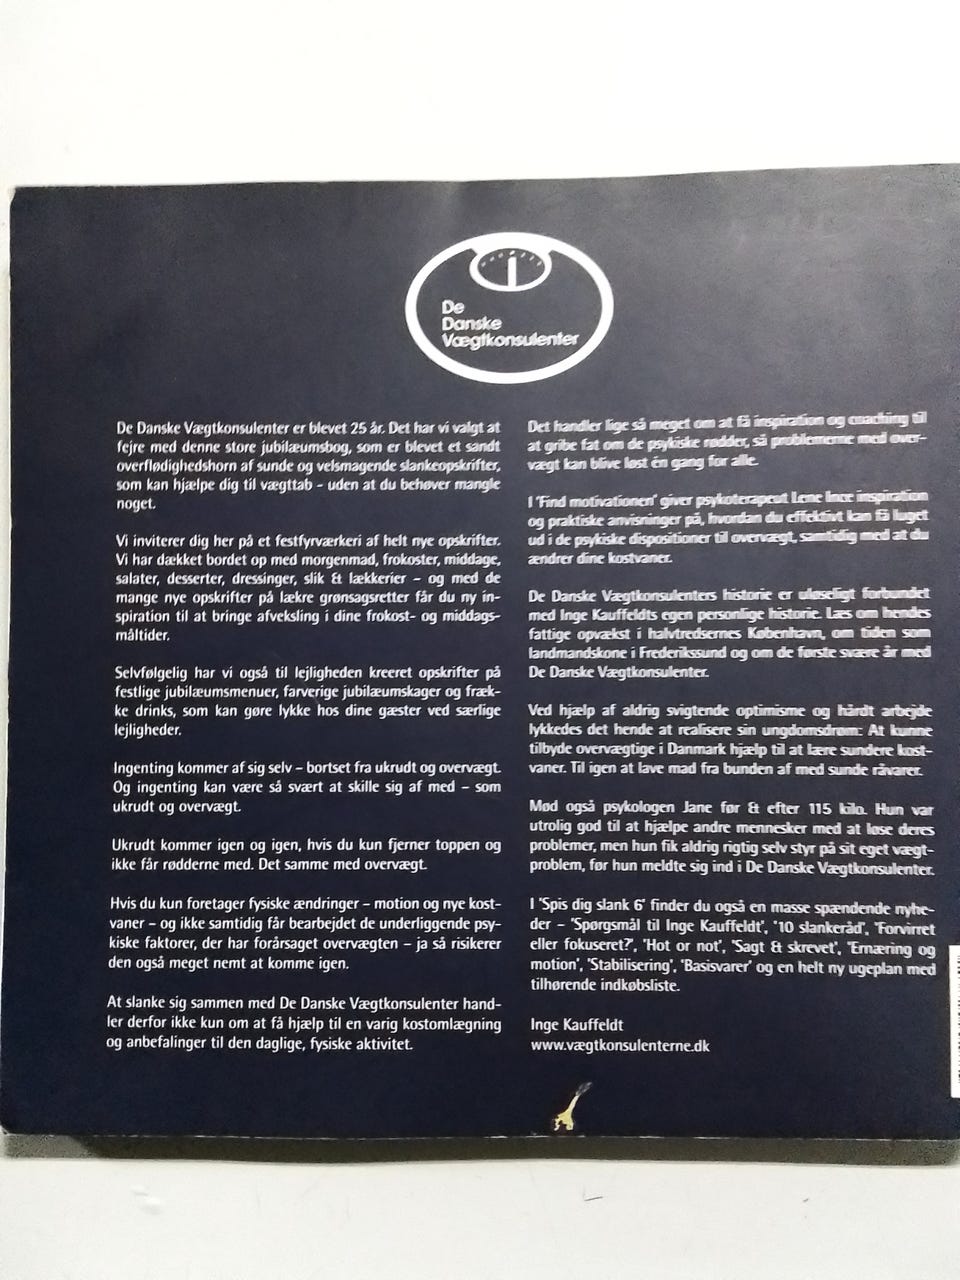 De
Danske
Vægtkonsulenter
De Danske Vægtkonsulenter er blevet 25 år. Det har vi valgt at
fejre med denne store jubilæumsbog, som er blevet et sandt
overflødighedshorn af sunde og velsmagende slankeopskrifter,
som kan hjælpe dig til vægttab – uden at du behøver mangle
noget.
Vi inviterer dig her på et festfyrværkeri af helt nye opskrifter.
Vi har dækket bordet op med morgenmad, frokoster, middage,
salater, desserter, dressinger, slik & lækkerier – og med de
mange nye opskrifter på lækre grønsagsretter får du ny in-
spiration til at bringe afveksling i dine frokost- og middags-
måltider.
Selvfølgelig har vi også til lejligheden kreeret opskrifter på
festlige jubilæumsmenuer, farverige jubilæumskager og fræk-
ke drinks, som kan gøre lykke hos dine gæster ved særlige
lejligheder.
Ingenting kommer af sig selv – bortset fra ukrudt og overvægt.
Og ingenting kan være så svært at skille sig af med – som
ukrudt og overvægt.
Ukrudt kommer igen og igen, hvis du kun fjerner toppen og
ikke får rødderne med. Det samme med overvægt.
Hvis du kun foretager fysiske ændringer – motion og nye kost-
vaner – og ikke samtidig får bearbejdet de underliggende psy-
kiske faktorer, der har forårsaget overvægten – ja så risikerer
den også meget nemt at komme igen.
At slanke sig sammen med De Danske Vægtkonsulenter hand-
ler derfor ikke kun om at få hjælp til en varig kostomlægning
og anbefalinger til den daglige, fysiske aktivitet.
Det handler lige så meget om at få inspiration og coaching til
at gribe fat om de psykiske rødder, så problemerne med over-
vægt kan blive løst én gang for alle.
I 'Find motivationen' giver psykoterapeut Lene Ince inspiration
og praktiske anvisninger på, hvordan du effektivt kan få luget
ud i de psykiske dispositioner til overvægt, samtidig med at du
ændrer dine kostvaner.
De Danske Vægtkonsulenters historie er uløseligt forbundet
med Inge Kauffeldts egen personlige historie. Læs om hendes
fattige opvækst i halvtredsernes København, om tiden som
landmandskone i Frederikssund og om de første svære år med
De Danske Vægtkonsulenter.
Ved hjælp af aldrig svigtende optimisme og hårdt arbejde
lykkedes det hende at realisere sin ungdomsdrøm: At kunne
tilbyde overvægtige i Danmark hjælp til at lære sundere kost-
vaner. Til igen at lave mad fra bunden af med sunde råvarer.
Mød også psykologen Jane før & efter 115 kilo. Hun var
utrolig god til at hjælpe andre mennesker med at løse deres
problemer, men hun fik aldrig rigtig selv styr på sit eget vægt-
problem, før hun meldte sig ind i De Danske Vægtkonsulenter.
I 'Spis dig slank 6' finder du også en masse spændende nyhe-
der – 'Spørgsmål til Inge Kauffeldt', '10 slankeråd', 'Forvirret
eller fokuseret?', 'Hot or not', 'Sagt & skrevet', 'Ernæring og
motion', 'Stabilisering', 'Basisvarer' og en helt ny ugeplan med
tilhørende indkøbsliste.
Inge Kauffeldt
www.vægtkonsulenterne.dk